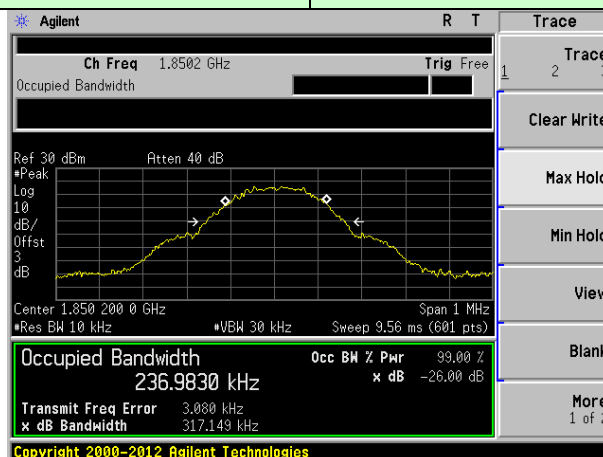 Agilent R T Trace
Ch Freq 1.8502 GHz Trig Free
Occupied Bandwidth
Trace
1 2
Clear Write
Max Hold
Min Hold
View
Blank
More
1 of
Ref 30 dBm Atten 40 dB
#Peak
Log
10
dB/
Offst
3
dB
Center 1.850 200 0 GHz Span 1 MHz
#Res BW 10 kHz #VBW 30 kHz Sweep 9.56 ms (601 pts)
Occupied Bandwidth Occ BW % Pwr 99.00 %
236.9830 kHz x dB -26.00 dB
Transmit Freq Error 3.080 kHz
x dB Bandwidth 317.149 kHz
Copyright 2000-2012 Agilent Technologies